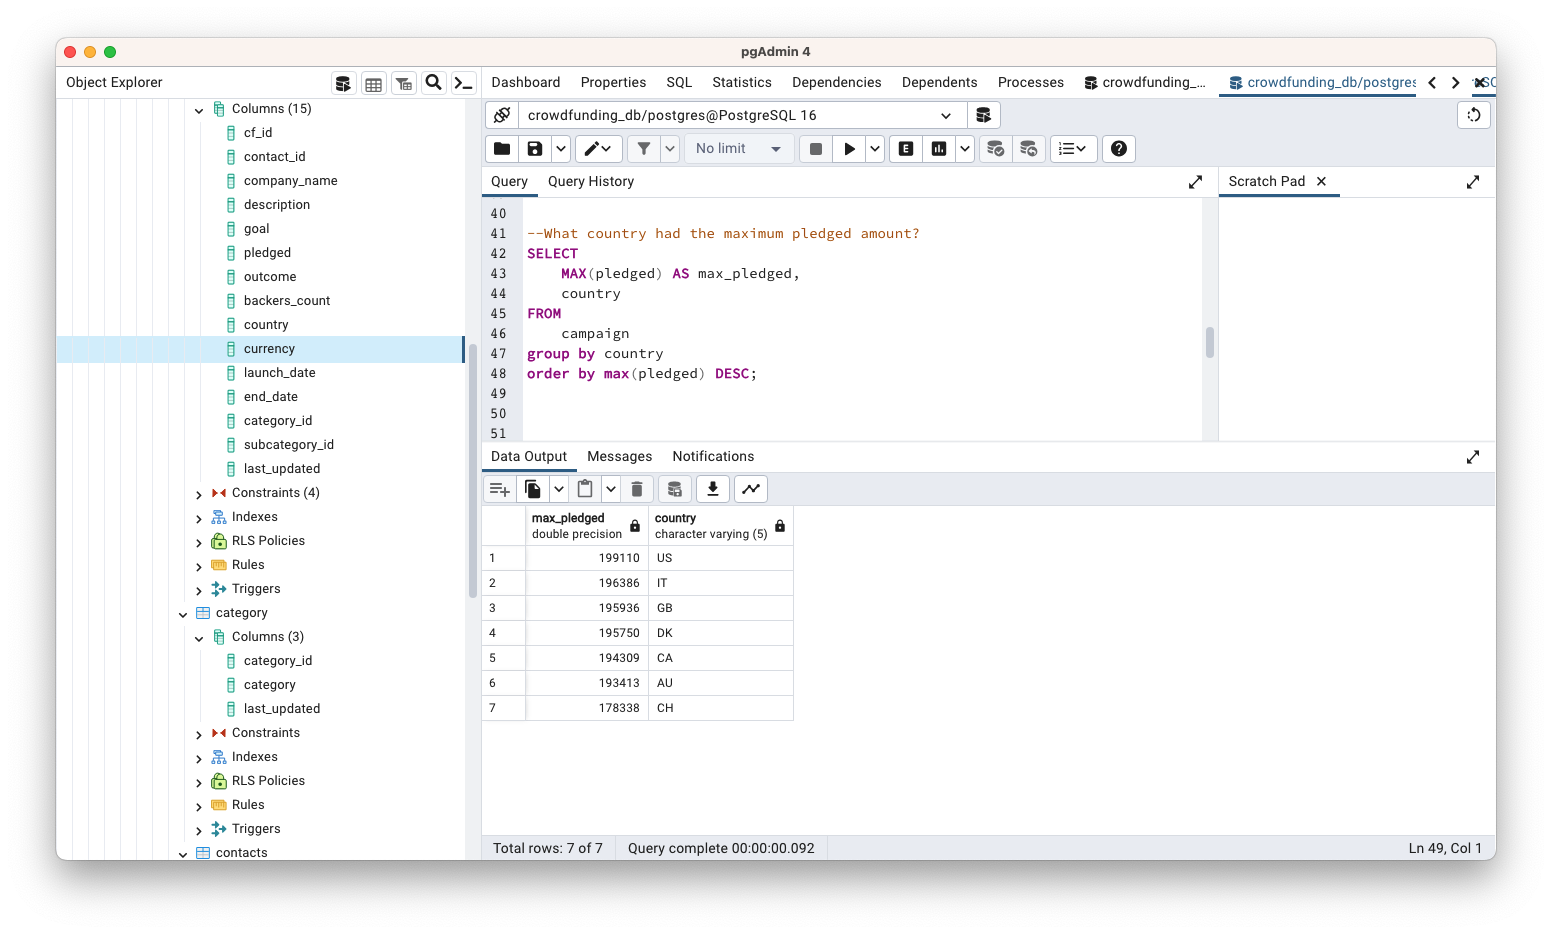 pgAdmin 4
Object Explorer
Dashboard Properties SQL Statistics Dependencies Dependents Processes crowdfunding_... crowdfunding_db/postgres
Columns (15)
cf_id
contact_id
company_name
description
goal
pledged
outcome
backers_count
country
currency
launch_date
end_date
category_id
subcategory_id
last_updated
Constraints (4)
Indexes
RLS Policies
Rules
Triggers
category
Columns (3)
category_id
category
last_updated
Constraints
Indexes
RLS Policies
Rules
Triggers
contacts
crowdfunding_db/postgres@PostgreSQL 16
No limit
E
Query Query History
Scratch Pad
40
41 --What country had the maximum pledged amount?
42 SELECT
43 MAX(pledged) AS max_pledged,
44 country
45 FROM
46 campaign
47 group by country
48 order by max(pledged) DESC;
49
50
51
Data Output Messages Notifications
max_pledged country
double precision character varying (5)
1 199110 US
2 196386 IT
3 195936 GB
4 195750 DK
5 194309 CA
6 193413 AU
7 178338 CH
Total rows: 7 of 7 Query complete 00:00:00.092 Ln 49, Col 1